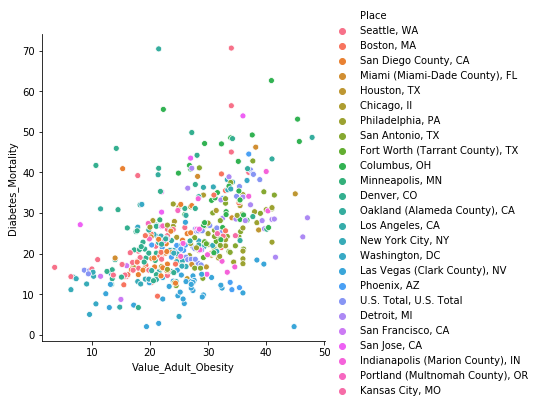 Place
Seattle, WA
Boston, MA
San Diego County, CA
Miami (Miami-Dade County), FL
Houston, TX
Chicago, Il
Philadelphia, PA
San Antonio, TX
Fort Worth (Tarrant County), TX
Columbus, OH
Minneapolis, MN
Denver, CO
Oakland (Alameda County), CA
Los Angeles, CA
New York City, NY
Washington, DC
Las Vegas (Clark County), NV
Phoenix, AZ
U.S. Total, U.S. Total
Detroit, MI
San Francisco, CA
San Jose, CA
Indianapolis (Marion County), IN
Portland (Multnomah County), OR
Kansas City, MO
Diabetes_Mortality
70
60
50
40
30
20
10
0
10 20 30 40 50
Value_Adult_Obesity